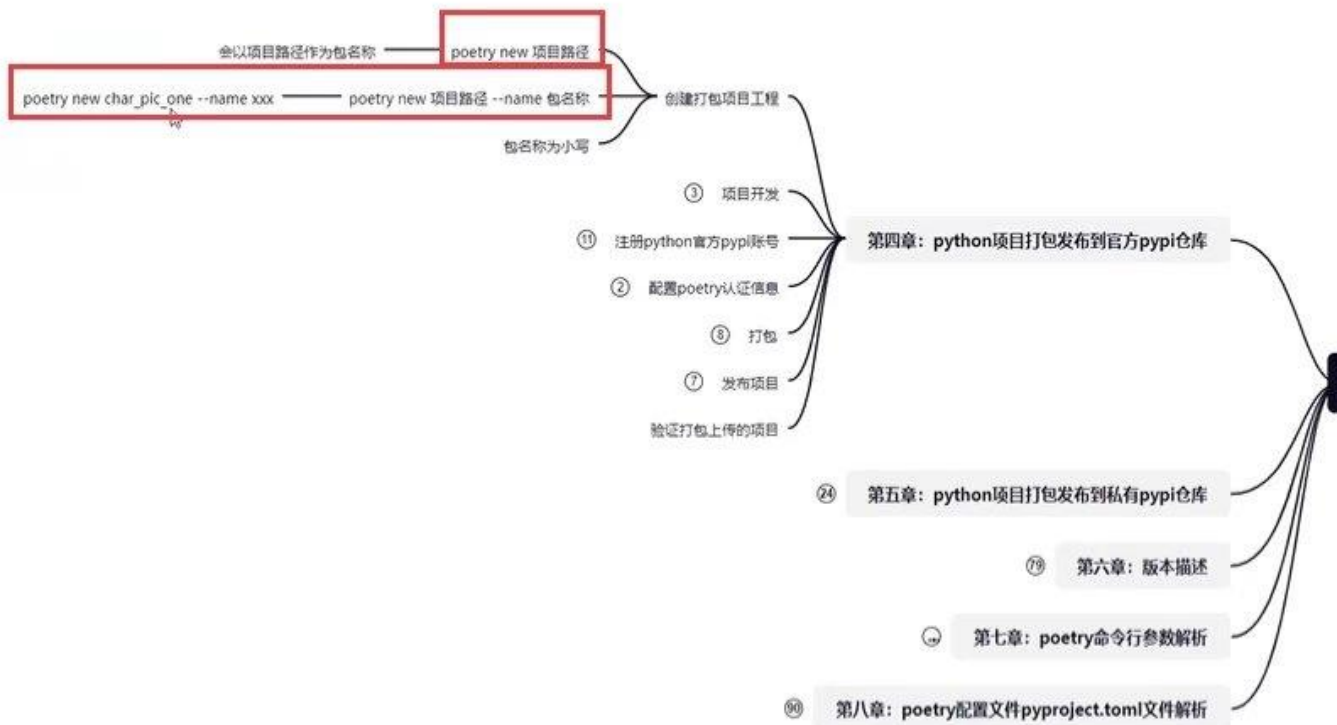 会以项目路径作为包名称
poetry new 项目路径
poetry new char_pic_one --name xxx
poetry new 项目路径 --name 包名称
包名称为小写
创建打包项目工程
③ 项目开发
⑪ 注册python官方pypi账号
② 配置poetry认证信息
⑧ 打包
⑦ 发布项目
验证打包上传的项目
第四章：python项目打包发布到官方pypi仓库
24 第五章：python项目打包发布到私有pypi仓库
79 第六章：版本描述
第七章：poetry命令行参数解析
90 第八章：poetry配置文件pyproject.toml文件解析